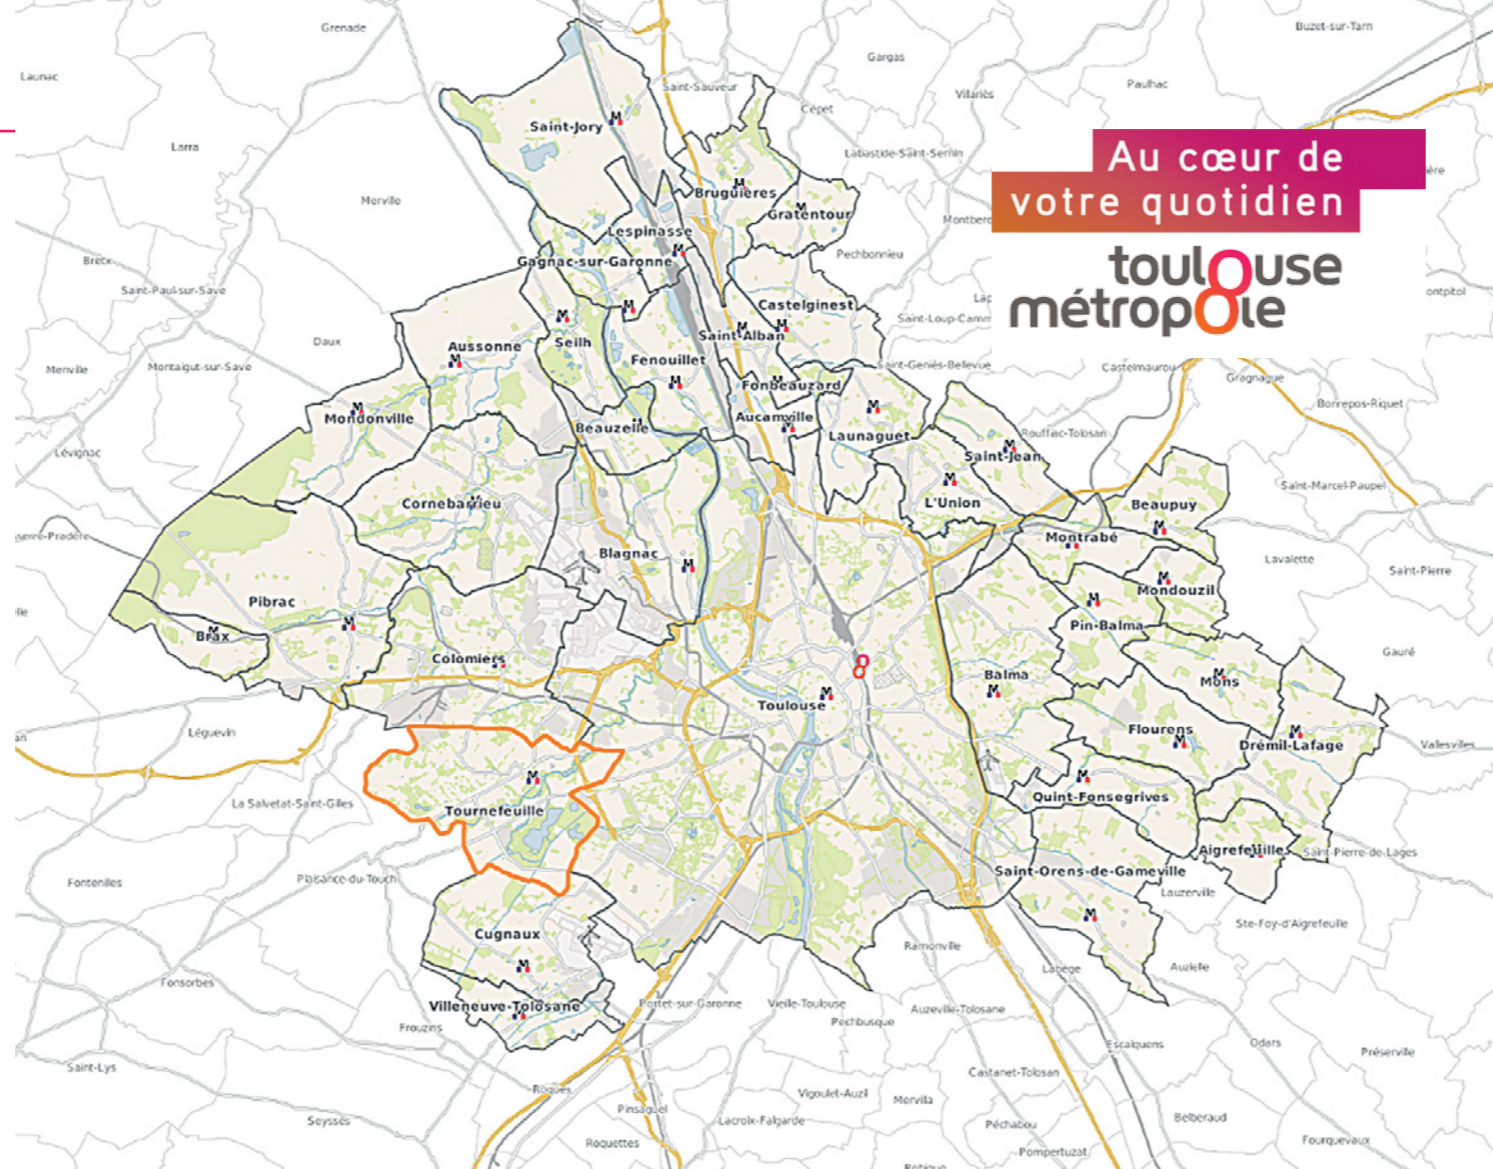 Grenade
Buzet-sur-Tarn
Gargas
Launac
Saint-Sauveur
Paulhac
Villariès
Cépet
Saint-Jory
Au cœur de
votre quotidien
Larra
Labastide-Saint-Sernin
Bruguières
Merville
Gratentour
Lespinasse
Pechbonnieu
toulouse
métropole
Bretx
Gagnac-sur-Garonne
Saint-Paul-sur-Save
Castelginest
Saint-Loup-Camm
Daux
Aussonne
Seilh
Saint-Alban
Fenouillet
Menville
Montaigut-sur-Save
Saint-Geniès-Bellevue
Castelmaurou
Gragnague
Fonbeauzard
Bonrepos-Riquet
Mondonville
Beauzelle
Aucamville
Launaguet
Rouffiac-Tolosan
Lévignac
Saint-Jean
Saint-Marcel-Paupel
Cornebarrieu
L'Union
Beaupuy
Montrabé
Blagnac
Lavalette
Saint-Pierre
Mondouzil
Pibrac
Pin-Balma
Brax
Gauré
Colomiers
Balma
Mons
Toulouse
Léguevin
Flourens
Drémil-Lafage
Vallesvilles
La Salvetat-Saint-Gilles
Tournefeuille
Quint-Fonsegrives
Aigrefeuille
Saint-Pierre-de-Lages
Fontenilles
Plaisance-du-Touch
Saint-Orens-de-Gameville
Lauzerville
Ste-Foy-d'Aigrefeuille
Cugnaux
Ramonville
Labège
Auzielle
Fonsorbes
Villeneuve-Tolosane
Portet-sur-Garonne
Vieille-Toulouse
Auzeville-Tolosane
Frouzins
Pechbusque
Escalquens
Odars
Préserville
Saint-Lys
Castanet-Tolosan
Roques
Vigoulet-Auzil
Mervilla
Pinsaguel
Lacroix-Falgarde
Belberaud
Seysses
Péchabou
Roquettes
Fourquevaux
Pompertuzat